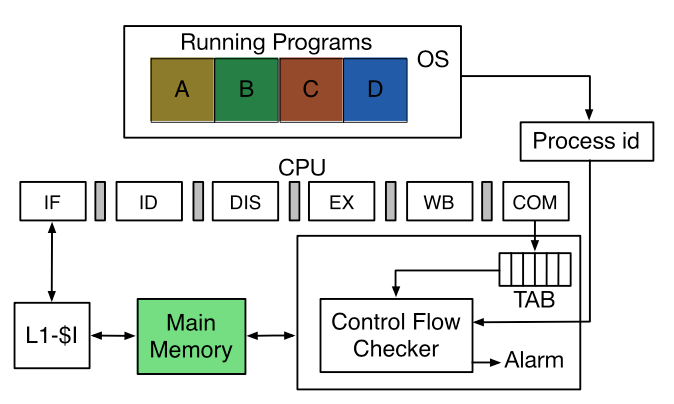 Running Programs
OS
A B C D
Process id
CPU
IF ID DIS EX WB COM
TAB
L1-$I
Main
Memory
Control Flow
Checker
Alarm